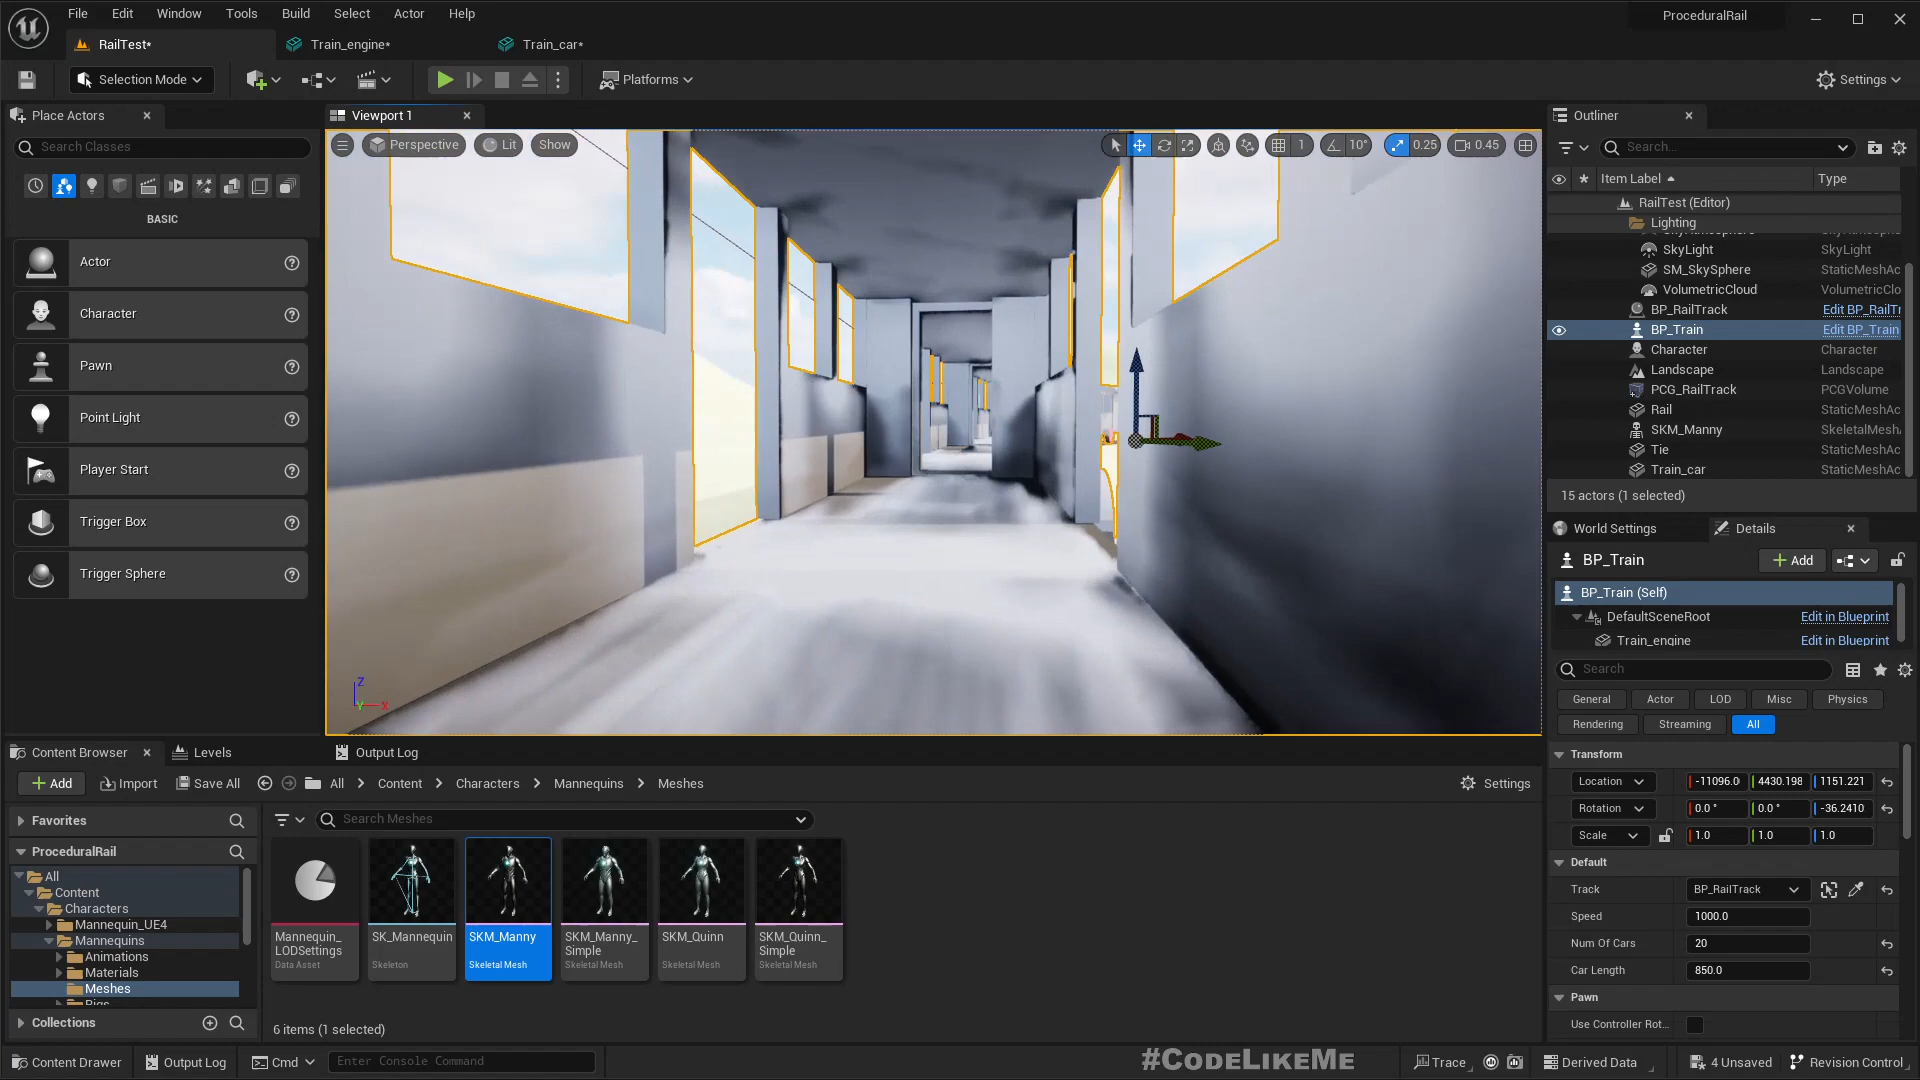 File Edit Window Tools Build Select Actor Help
ProceduralRail
RailTest*
Train_engine*
Train_car*
Selection Mode
Platforms
Settings
Place Actors
Search Classes
BASIC
Actor
Character
Pawn
Point Light
Player Start
Trigger Box
Trigger Sphere
Viewport 1
Perspective
Lit
Show
1
10°
0.25
0.45
Z
Y
X
Outliner
Search...
Item Label
Type
RailTest (Editor)
Lighting
SkyLight SkyLight
SM_SkySphere StaticMeshAc
VolumetricCloud VolumetricClo
BP_RailTrack Edit BP_RailTr
BP_Train Edit BP_Train
Character Character
Landscape Landscape
PCG_RailTrack PCGVolume
Rail StaticMeshAc
SKM_Manny SkeletalMesh
Tie StaticMeshAc
Train_car StaticMeshAc
15 actors (1 selected)
World Settings
Details
BP_Train
Add
BP_Train (Self)
DefaultSceneRoot Edit in Blueprint
Train_engine Edit in Blueprint
Search
General Actor LOD Misc Physics
Rendering Streaming All
Transform
Location -11096.0 4430.198 1151.221
Rotation 0.0 ° 0.0 ° -36.2410
Scale 1.0 1.0 1.0
Default
Track BP_RailTrack
Speed 1000.0
Num Of Cars 20
Car Length 850.0
Pawn
Use Controller Rot...
Content Browser
Levels
Output Log
Add
Import
Save All
All > Content > Characters > Mannequins > Meshes
Settings
Favorites
ProceduralRail
All
Content
Characters
Mannequin_UE4
Mannequins
Animations
Materials
Meshes
Rigs
Collections
Search Meshes
Mannequin_
LODSettings
Data Asset
SK_Mannequin
Skeleton
SKM_Manny
Skeletal Mesh
SKM_Manny_
Simple
Skeletal Mesh
SKM_Quinn
Skeletal Mesh
SKM_Quinn_
Simple
Skeletal Mesh
6 items (1 selected)
Content Drawer
Output Log
Cmd
Enter Console Command
#CodeLikeMe
Trace
Derived Data
4 Unsaved
Revision Control